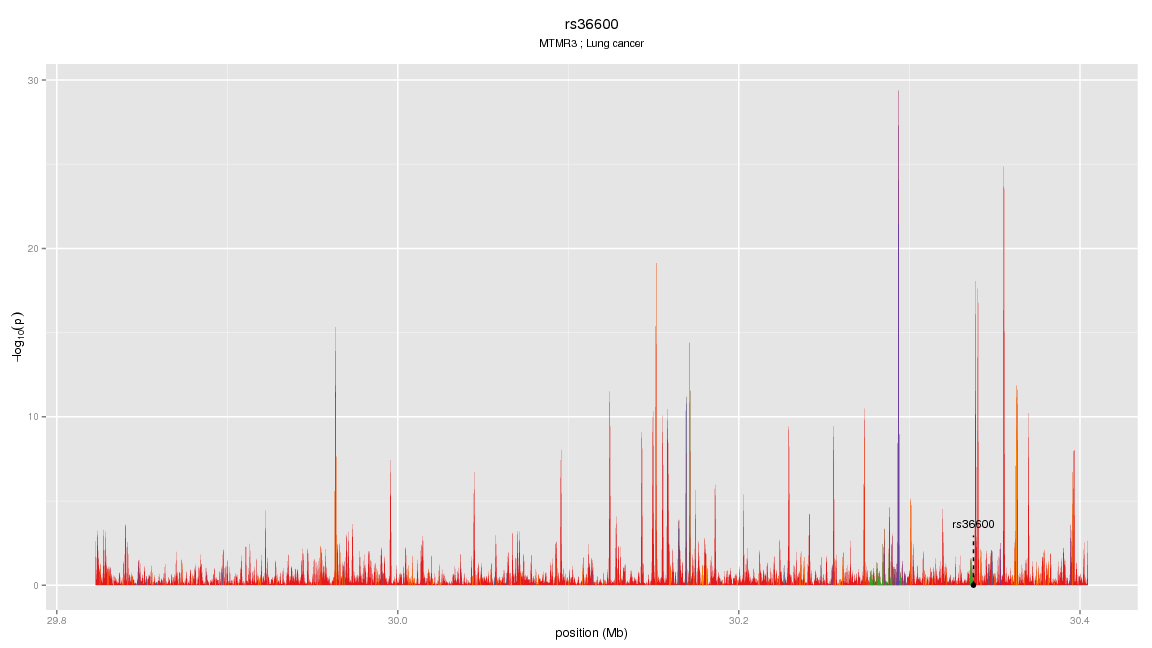 rs36600
MTMR3 ; Lung cancer
30
20
10
0
−log10(p)
rs36600
29.8 30.0 30.2 30.4
position (Mb)